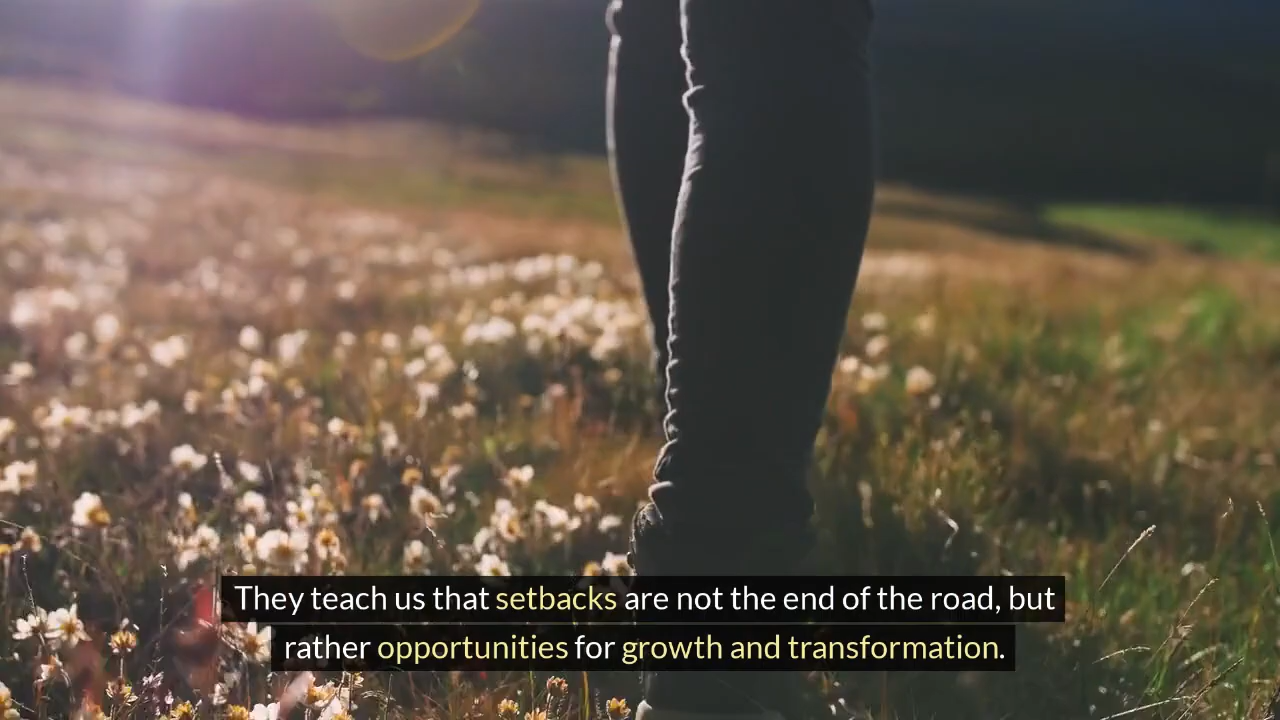 They teach us that setbacks are not the end of the road, but
rather opportunities for growth and transformation.